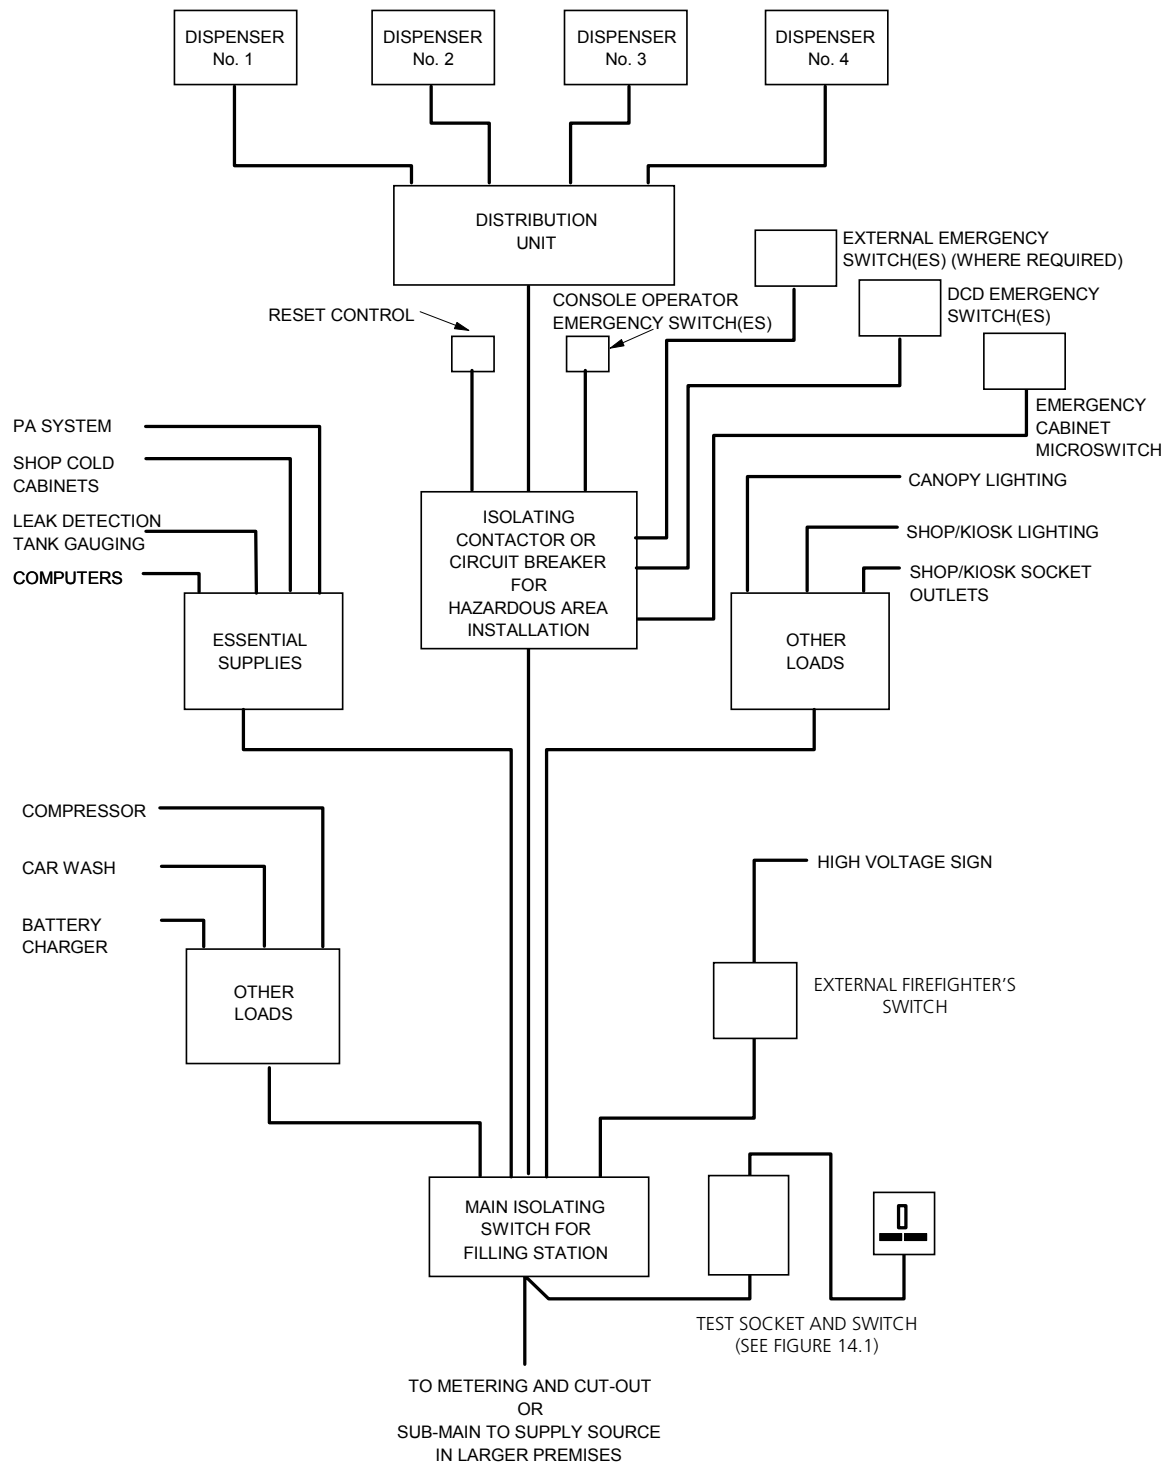 DISPENSER
No. 1
DISPENSER
No. 2
DISPENSER
No. 3
DISPENSER
No. 4
DISTRIBUTION
UNIT
EXTERNAL EMERGENCY
SWITCH(ES) (WHERE REQUIRED)
DCD EMERGENCY
SWITCH(ES)
RESET CONTROL
CONSOLE OPERATOR
EMERGENCY SWITCH(ES)
EMERGENCY
CABINET
MICROSWITCH
PA SYSTEM
SHOP COLD
CABINETS
LEAK DETECTION
TANK GAUGING
COMPUTERS
ISOLATING
CONTACTOR OR
CIRCUIT BREAKER
FOR
HAZARDOUS AREA
INSTALLATION
CANOPY LIGHTING
SHOP/KIOSK LIGHTING
SHOP/KIOSK SOCKET
OUTLETS
ESSENTIAL
SUPPLIES
OTHER
LOADS
COMPRESSOR
CAR WASH
BATTERY
CHARGER
HIGH VOLTAGE SIGN
OTHER
LOADS
EXTERNAL FIREFIGHTER'S
SWITCH
MAIN ISOLATING
SWITCH FOR
FILLING STATION
TEST SOCKET AND SWITCH
(SEE FIGURE 14.1)
TO METERING AND CUT-OUT
OR
SUB-MAIN TO SUPPLY SOURCE
IN LARGER PREMISES